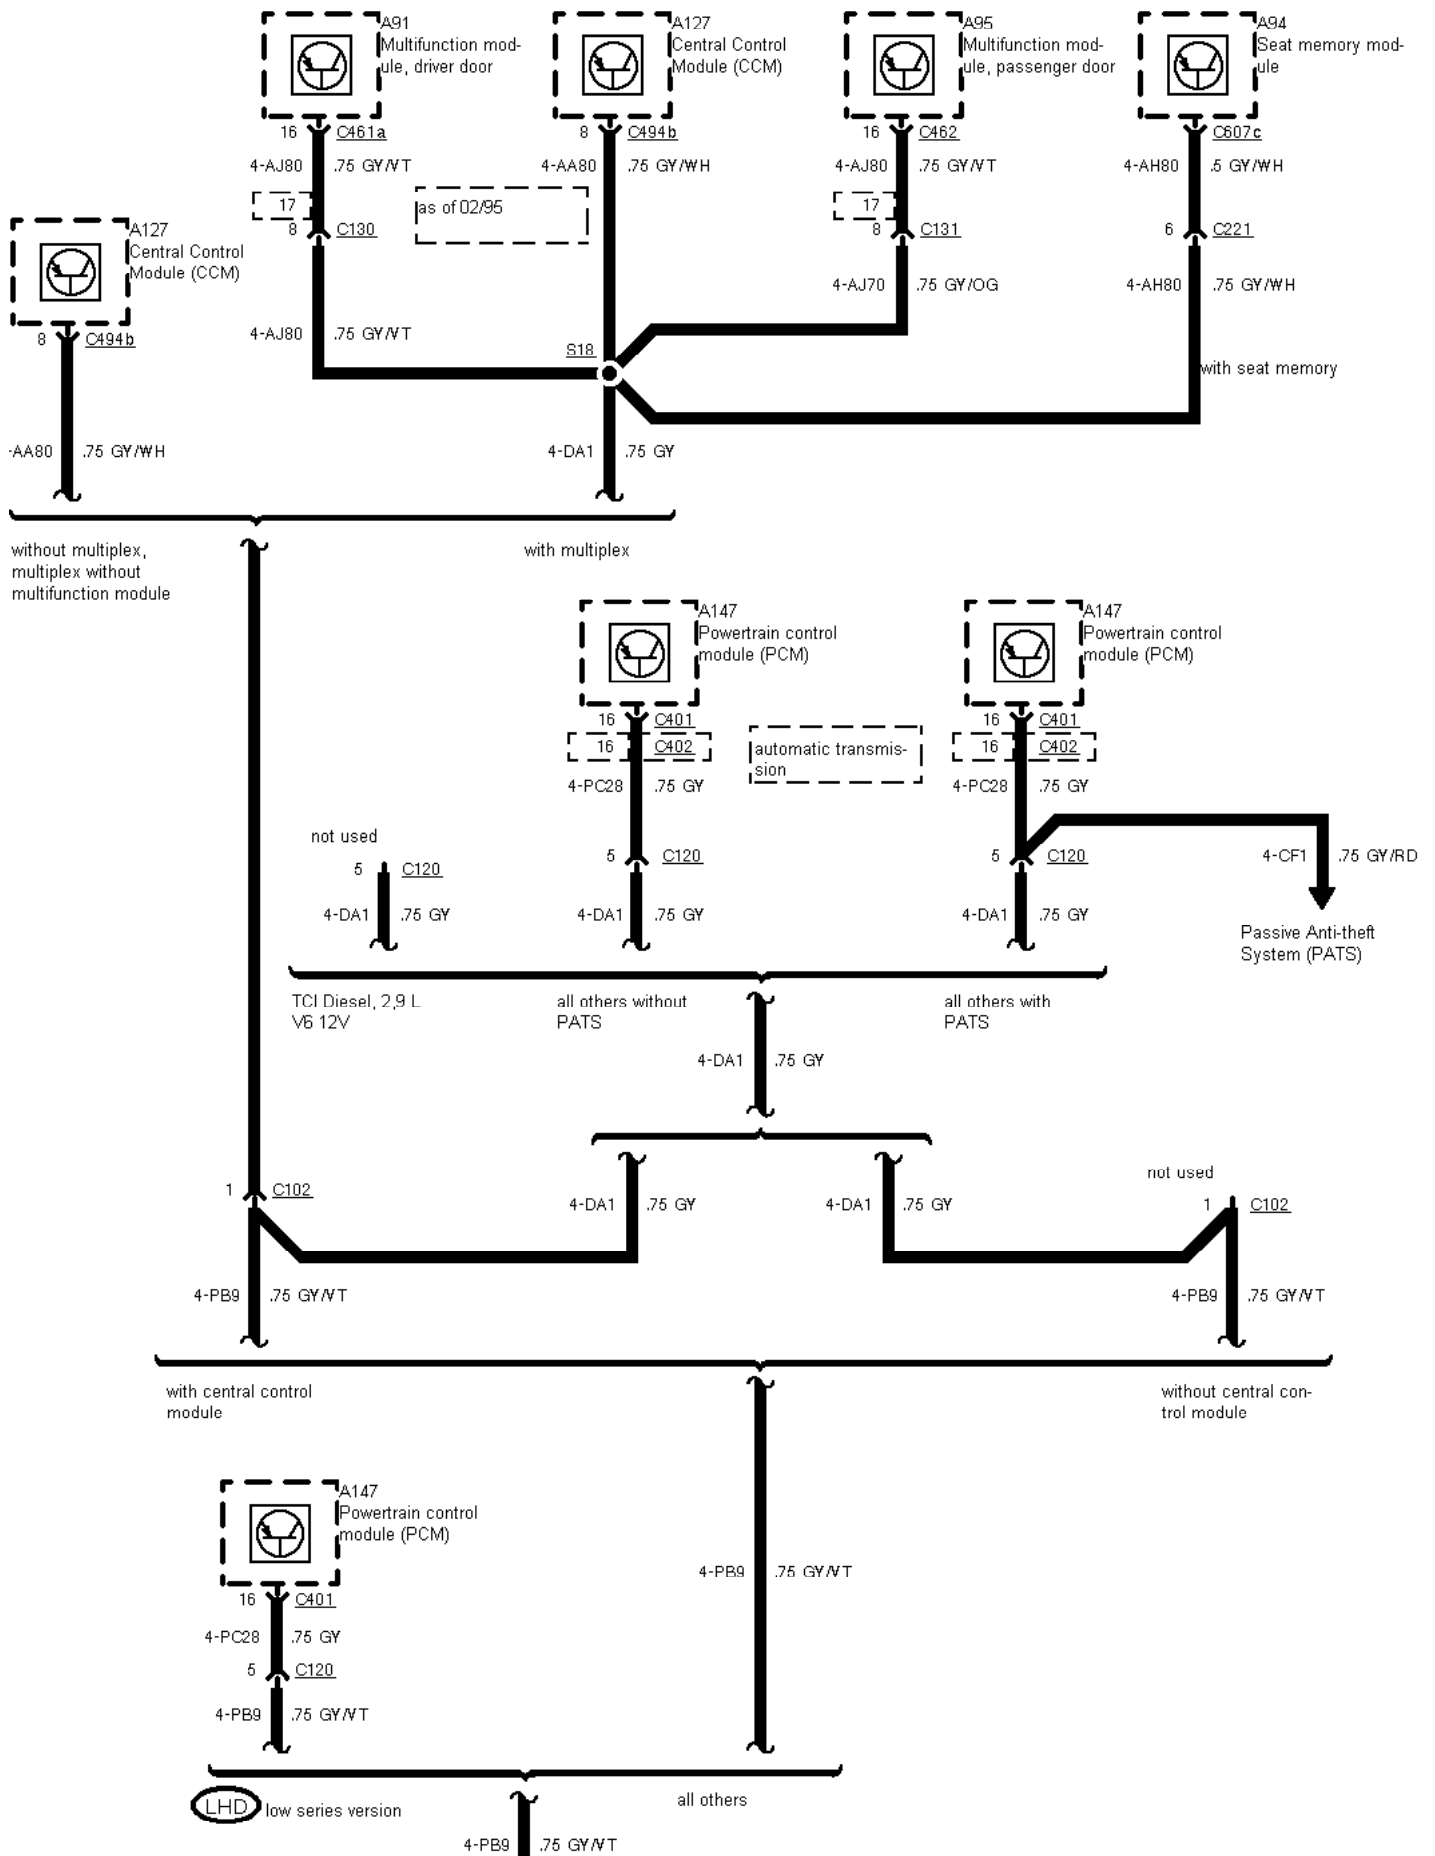 A91
Multifunction mod-
ule, driver door
A127
Central Control
Module (CCM)
A95
Multifunction mod-
ule, passenger door
A94
Seat memory mod-
ule
16 C461a
8 C494b
16 C462
C607c
4-AJ80 .75 GY/VT
4-AA80 .75 GY/WH
4-AJ80 .75 GY/VT
4-AH80 .5 GY/WH
17
as of 02/95
17
8 C130
8 C131
6 C221
A127
Central Control
Module (CCM)
4-AJ70 .75 GY/OG
4-AH80 .75 GY/WH
8 C494b
4-AJ80 .75 GY/VT
S18
with seat memory
-AA80 .75 GY/WH
4-DA1 .75 GY
without multiplex,
multiplex without
multifunction module
with multiplex
A147
Powertrain control
module (PCM)
A147
Powertrain control
module (PCM)
16 C401
16 C402
automatic transmis-
sion
16 C401
16 C402
4-PC28 .75 GY
4-PC28 .75 GY
not used
5 C120
5 C120
5 C120
4-CF1 .75 GY/RD
4-DA1 .75 GY
4-DA1 .75 GY
4-DA1 .75 GY
Passive Anti-theft
System (PATS)
TCI Diesel, 2,9 L
V6 12V
all others without
PATS
all others with
PATS
4-DA1 .75 GY
not used
1 C102
4-DA1 .75 GY
4-DA1 .75 GY
1 C102
4-PB9 .75 GY/VT
4-PB9 .75 GY/VT
with central control
module
without central con-
trol module
A147
Powertrain control
module (PCM)
4-PB9 .75 GY/VT
16 C401
4-PC28 .75 GY
5 C120
4-PB9 .75 GY/VT
LHD low series version
all others
4-PB9 .75 GY/VT